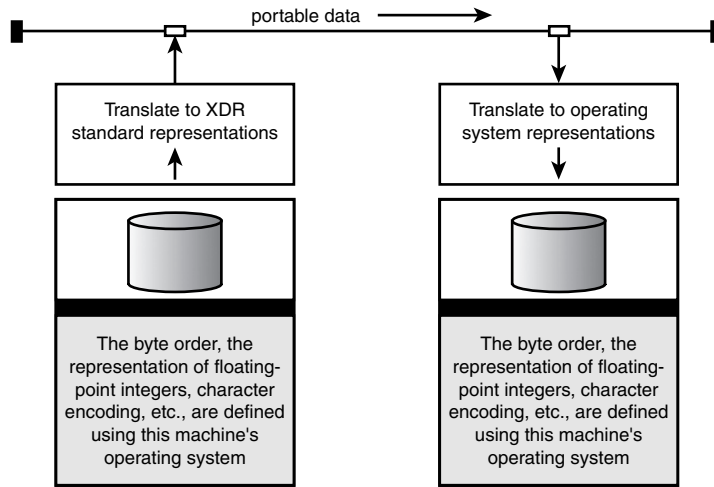 portable data
Translate to XDR
standard representations
Translate to operating
system representations
The byte order, the
representation of floating-
point integers, character
encoding, etc., are defined
using this machine's
operating system
The byte order, the
representation of floating-
point integers, character
encoding, etc., are defined
using this machine's
operating system